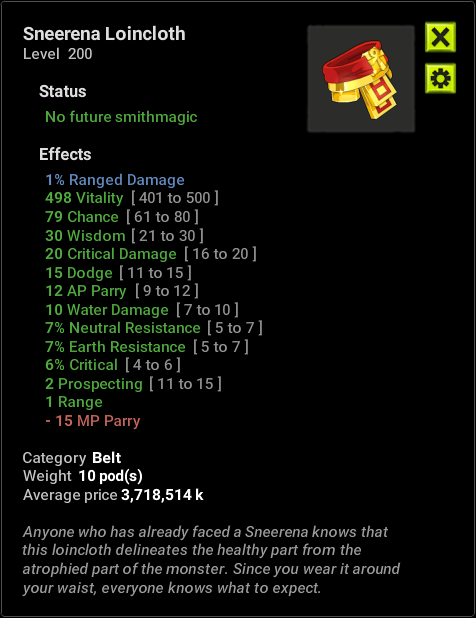 Sneerena Loincloth
Level 200
Status
No future smithmagic
Effects
1% Ranged Damage
498 Vitality [ 401 to 500 ]
79 Chance [ 61 to 80 ]
30 Wisdom [ 21 to 30 ]
20 Critical Damage [ 16 to 20 ]
15 Dodge [ 11 to 15 ]
12 AP Parry [ 9 to 12 ]
10 Water Damage [ 7 to 10 ]
7% Neutral Resistance [ 5 to 7 ]
7% Earth Resistance [ 5 to 7 ]
6% Critical [ 4 to 6 ]
2 Prospecting [ 11 to 15 ]
1 Range
- 15 MP Parry
Category Belt
Weight 10 pod(s)
Average price 3,718,514 k
Anyone who has already faced a Sneerena knows that
this loincloth delineates the healthy part from the
atrophied part of the monster. Since you wear it around
your waist, everyone knows what to expect.